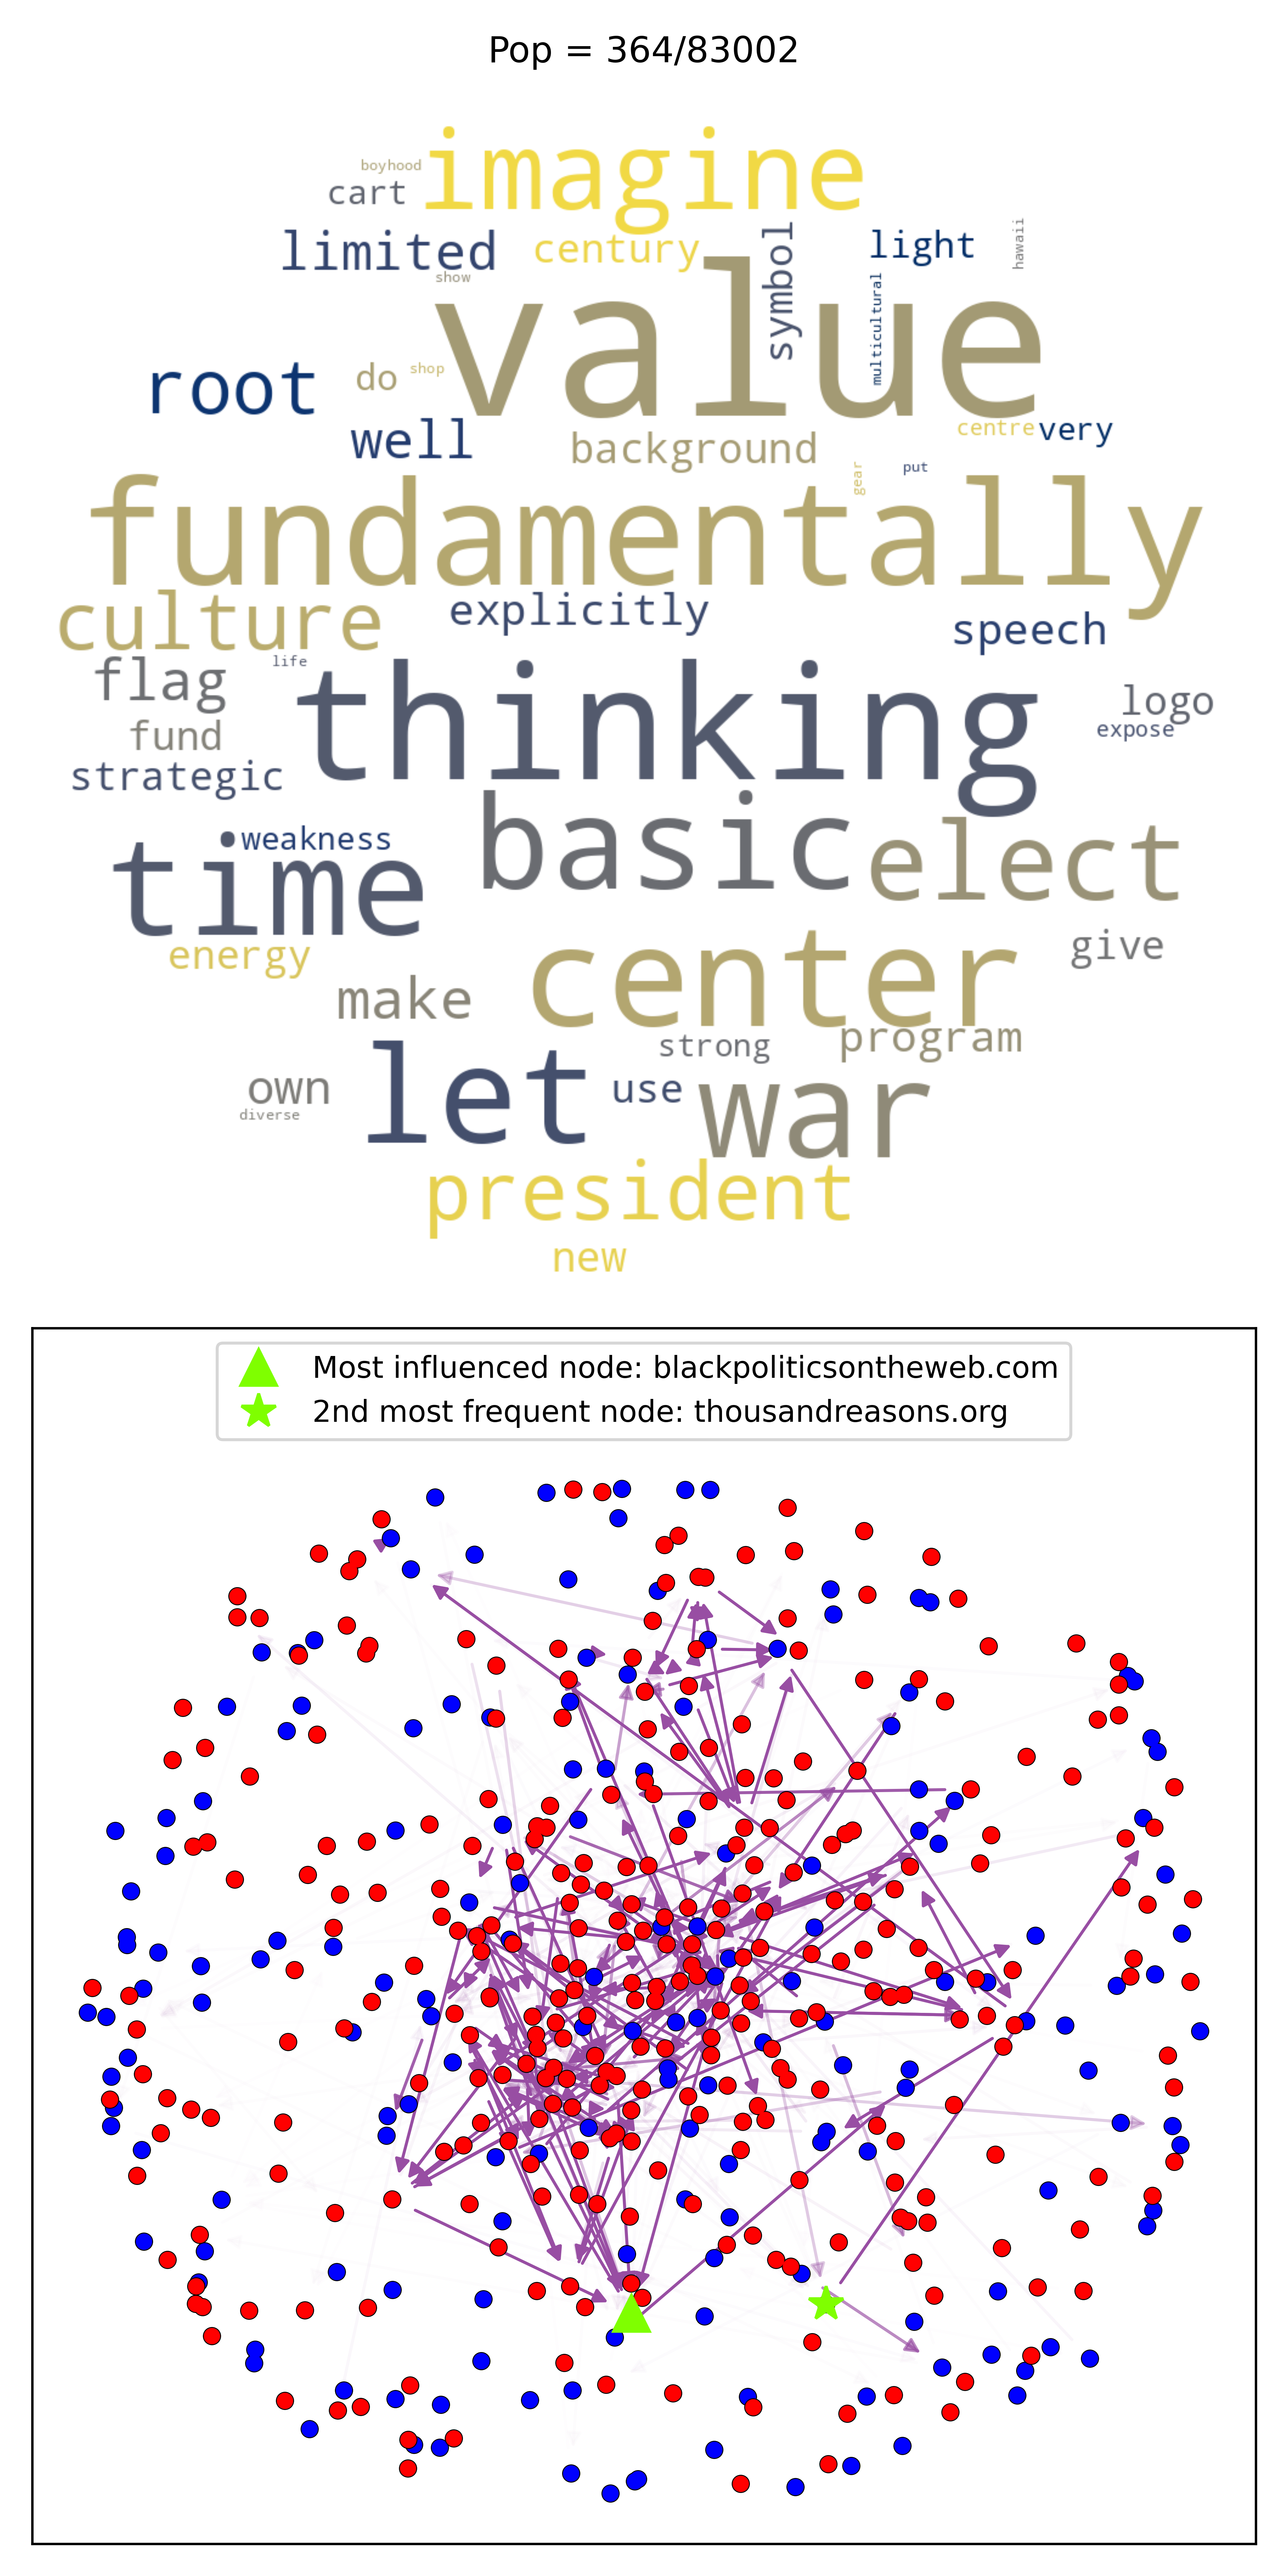 Pop = 364/83002
boyhood
imagine
cart
limited
century
symbol
light
hawaii
show
value
multicultural
root
do
shop
well
background
centre
very
gear
put
fundamentally
culture
explicitly
speech
flag
life
thinking
logo
fund
expose
strategic
basic
weakness
time
elect
energy
center
give
make
strong
program
own
let
use
war
diverse
president
new
Most influenced node: blackpoliticsontheweb.com
2nd most frequent node: thousandreasons.org